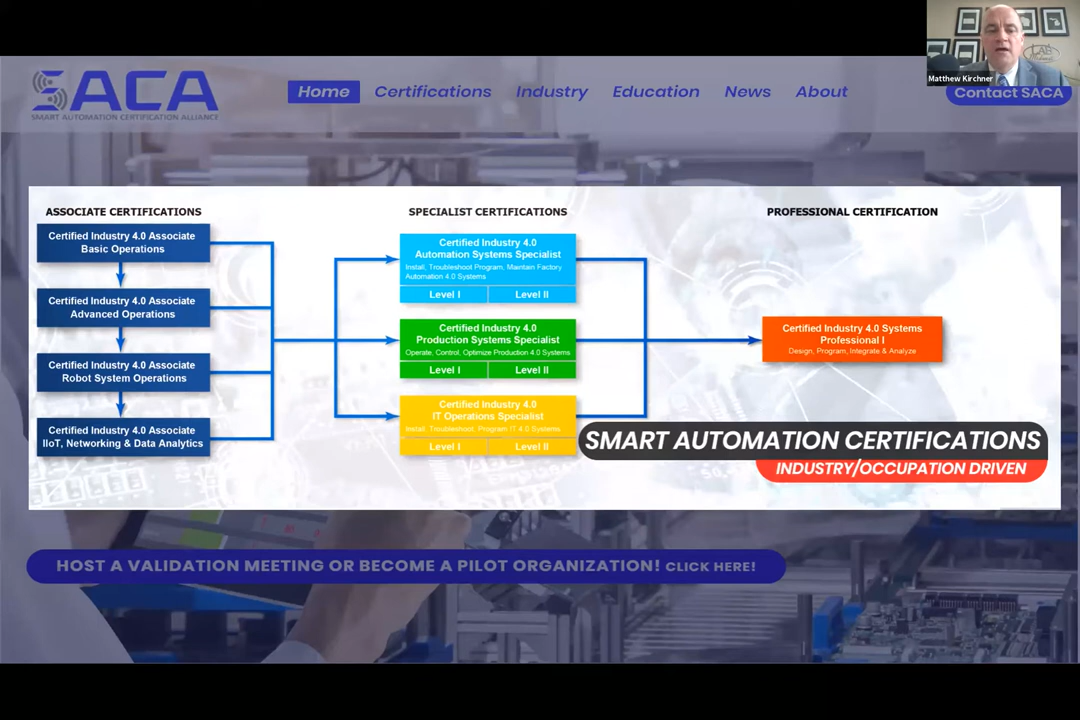 Matthew Kirchner
SACA
SMART AUTOMATION CERTIFICATION ALLIANCE
Home
Certifications
Industry
Education
News
About
Contact SACA
ASSOCIATE CERTIFICATIONS
Certified Industry 4.0 Associate
Basic Operations
Certified Industry 4.0 Associate
Advanced Operations
Certified Industry 4.0 Associate
Robot System Operations
Certified Industry 4.0 Associate
IIoT, Networking & Data Analytics
SPECIALIST CERTIFICATIONS
Certified Industry 4.0
Automation Systems Specialist
Install, Troubleshoot Program, Maintain Factory
Automation 4.0 Systems
Level I
Level II
Certified Industry 4.0
Production Systems Specialist
Operate, Control, Optimize Production 4.0 Systems
Level I
Level II
Certified Industry 4.0
IT Operations Specialist
Install, Troubleshoot, Program IT 4.0 Systems
Level I
Level II
PROFESSIONAL CERTIFICATION
Certified Industry 4.0 Systems
Professional I
Design, Program, Integrate & Analyze
SMART AUTOMATION CERTIFICATIONS
INDUSTRY/OCCUPATION DRIVEN
HOST A VALIDATION MEETING OR BECOME A PILOT ORGANIZATION! CLICK HERE!